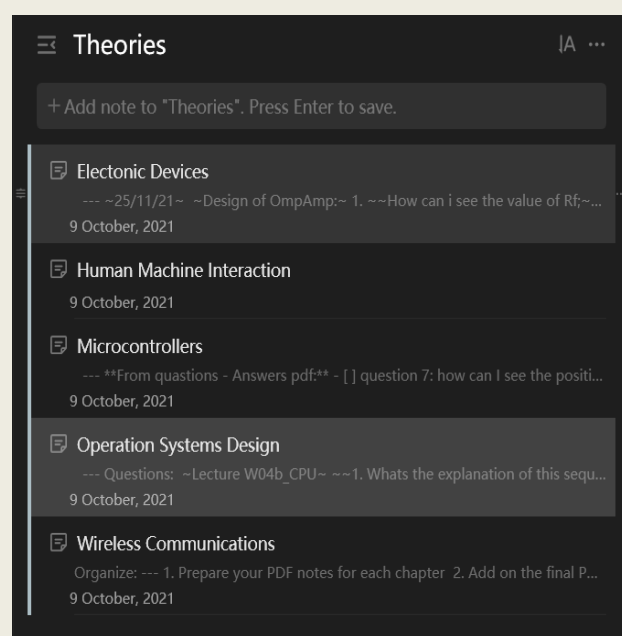 Theories
↓A ...
+ Add note to "Theories". Press Enter to save.
Electonic Devices
--- ~25/11/21~ ~Design of OmpAmp:~ 1. ~~How can i see the value of Rf;~...
9 October, 2021
Human Machine Interaction
9 October, 2021
Microcontrollers
--- **From quastions - Answers pdf:** - [ ] question 7: how can I see the positi...
9 October, 2021
Operation Systems Design
--- Questions: ~Lecture W04b_CPU~ ~~1. Whats the explanation of this sequ...
9 October, 2021
Wireless Communications
Organize: --- 1. Prepare your PDF notes for each chapter 2. Add on the final P...
9 October, 2021